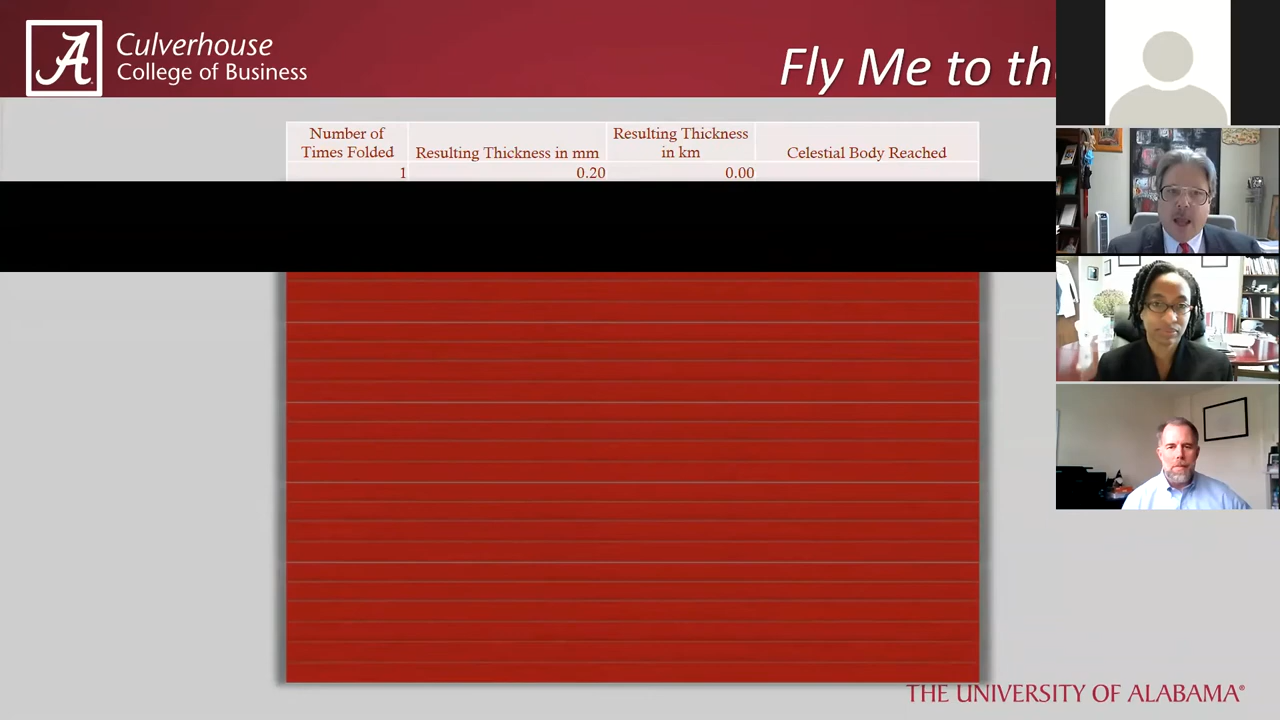 Culverhouse
College of Business
Fly Me to th
Number of
Times Folded
Resulting Thickness in mm
Resulting Thickness
in km
Celestial Body Reached
1 0.20 0.00
THE UNIVERSITY OF ALABAMA®